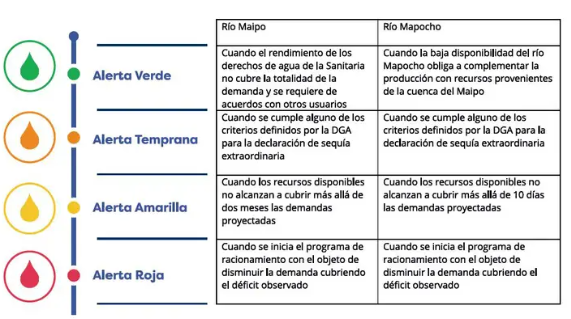 Río Maipo
Río Mapocho
Alerta Verde
Cuando el rendimiento de los
derechos de agua de la Sanitaria
no cubre la totalidad de la
demanda y se requiere de
acuerdos con otros usuarios
Cuando la baja disponibilidad del río
Mapocho obliga a complementar la
producción con recursos provenientes
de la cuenca del Maipo
Alerta Temprana
Cuando se cumple alguno de los
criterios definidos por la DGA
para la declaración de sequía
extraordinaria
Cuando se cumple alguno de los
criterios definidos por la DGA para la
declaración de sequía extraordinaria
Alerta Amarilla
Cuando los recursos disponibles
no alcanzan a cubrir más allá de
dos meses las demandas
proyectadas
Cuando los recursos disponibles no
alcanzan a cubrir más allá de 10 días
las demandas proyectadas
Alerta Roja
Cuando se inicia el programa de
racionamiento con el objeto de
disminuir la demanda cubriendo
el déficit observado
Cuando se inicia el programa de
racionamiento con el objeto de
disminuir la demanda cubriendo el
déficit observado